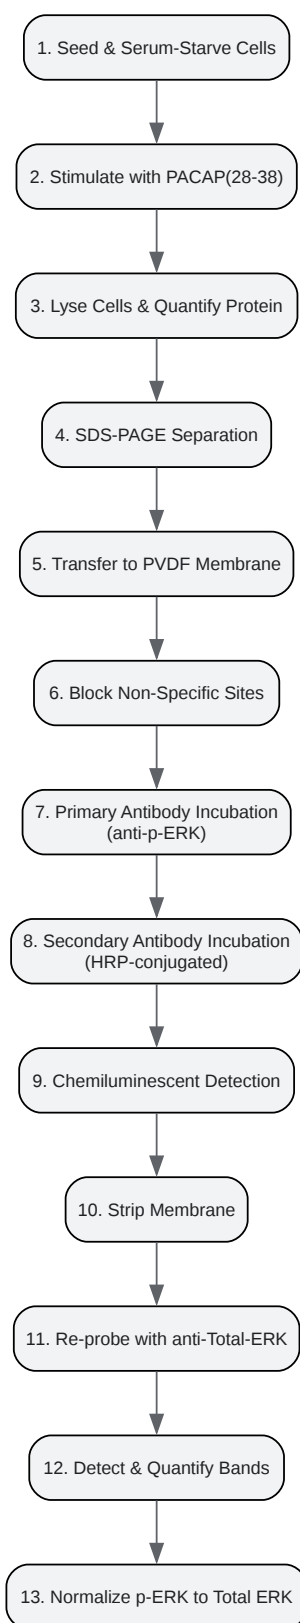 1. Seed & Serum-Starve Cells
2. Stimulate with PACAP(28-38)
3. Lyse Cells & Quantify Protein
4. SDS-PAGE Separation
5. Transfer to PVDF Membrane
6. Block Non-Specific Sites
7. Primary Antibody Incubation
(anti-p-ERK)
8. Secondary Antibody Incubation
(HRP-conjugated)
9. Chemiluminescent Detection
10. Strip Membrane
11. Re-probe with anti-Total-ERK
12. Detect & Quantify Bands
13. Normalize p-ERK to Total ERK